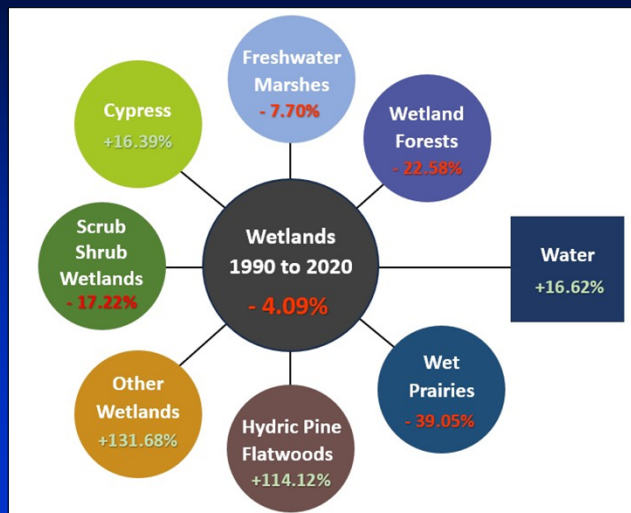 Freshwater
Marshes
- 7.70%
Cypress
+16.39%
Wetland
Forests
- 22.58%
Scrub
Shrub
Wetlands
- 17.22%
Wetlands
1990 to 2020
- 4.09%
Water
+16.62%
Other
Wetlands
+131.68%
Hydric Pine
Flatwoods
+114.12%
Wet
Prairies
- 39.05%